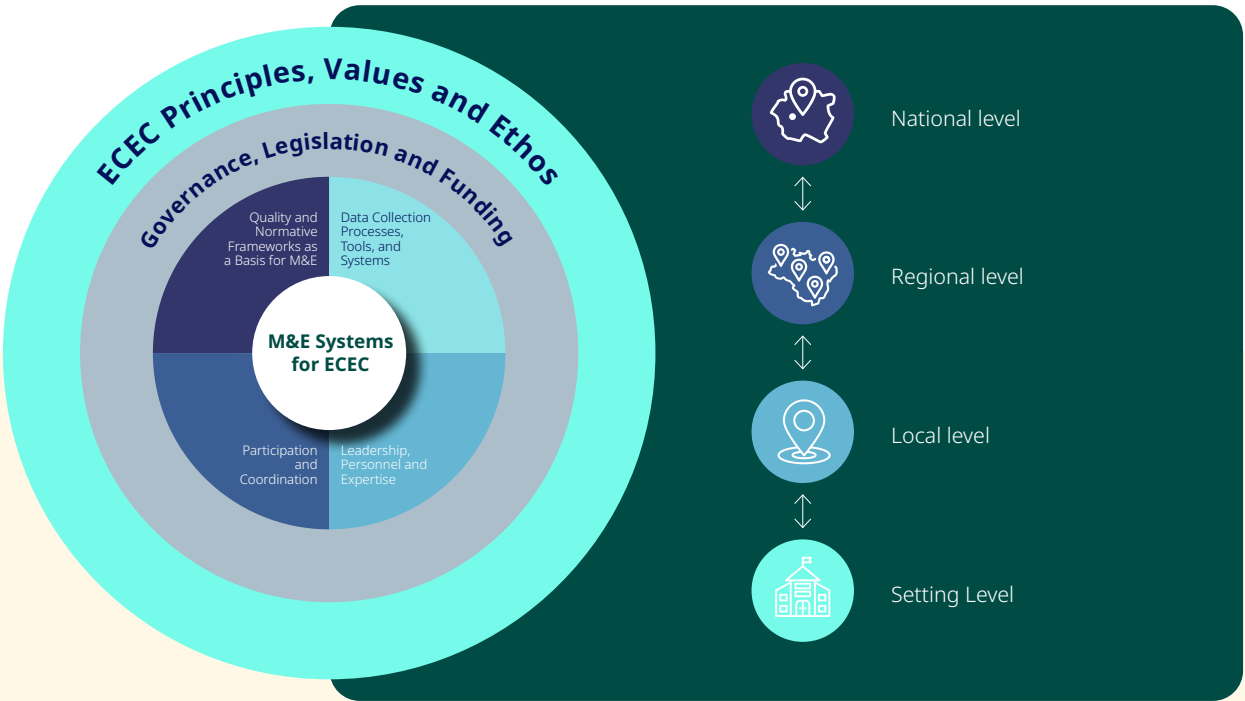 ECEC Principles, Values and Ethos
Governance, Legislation and Funding
Quality and
Normative
Frameworks as
a Basis for M&E
Data Collection
Processes,
Tools, and
Systems
M&E Systems
for ECEC
Participation
and
Coordination
Leadership,
Personnel and
Expertise
National level
Regional level
Local level
Setting Level